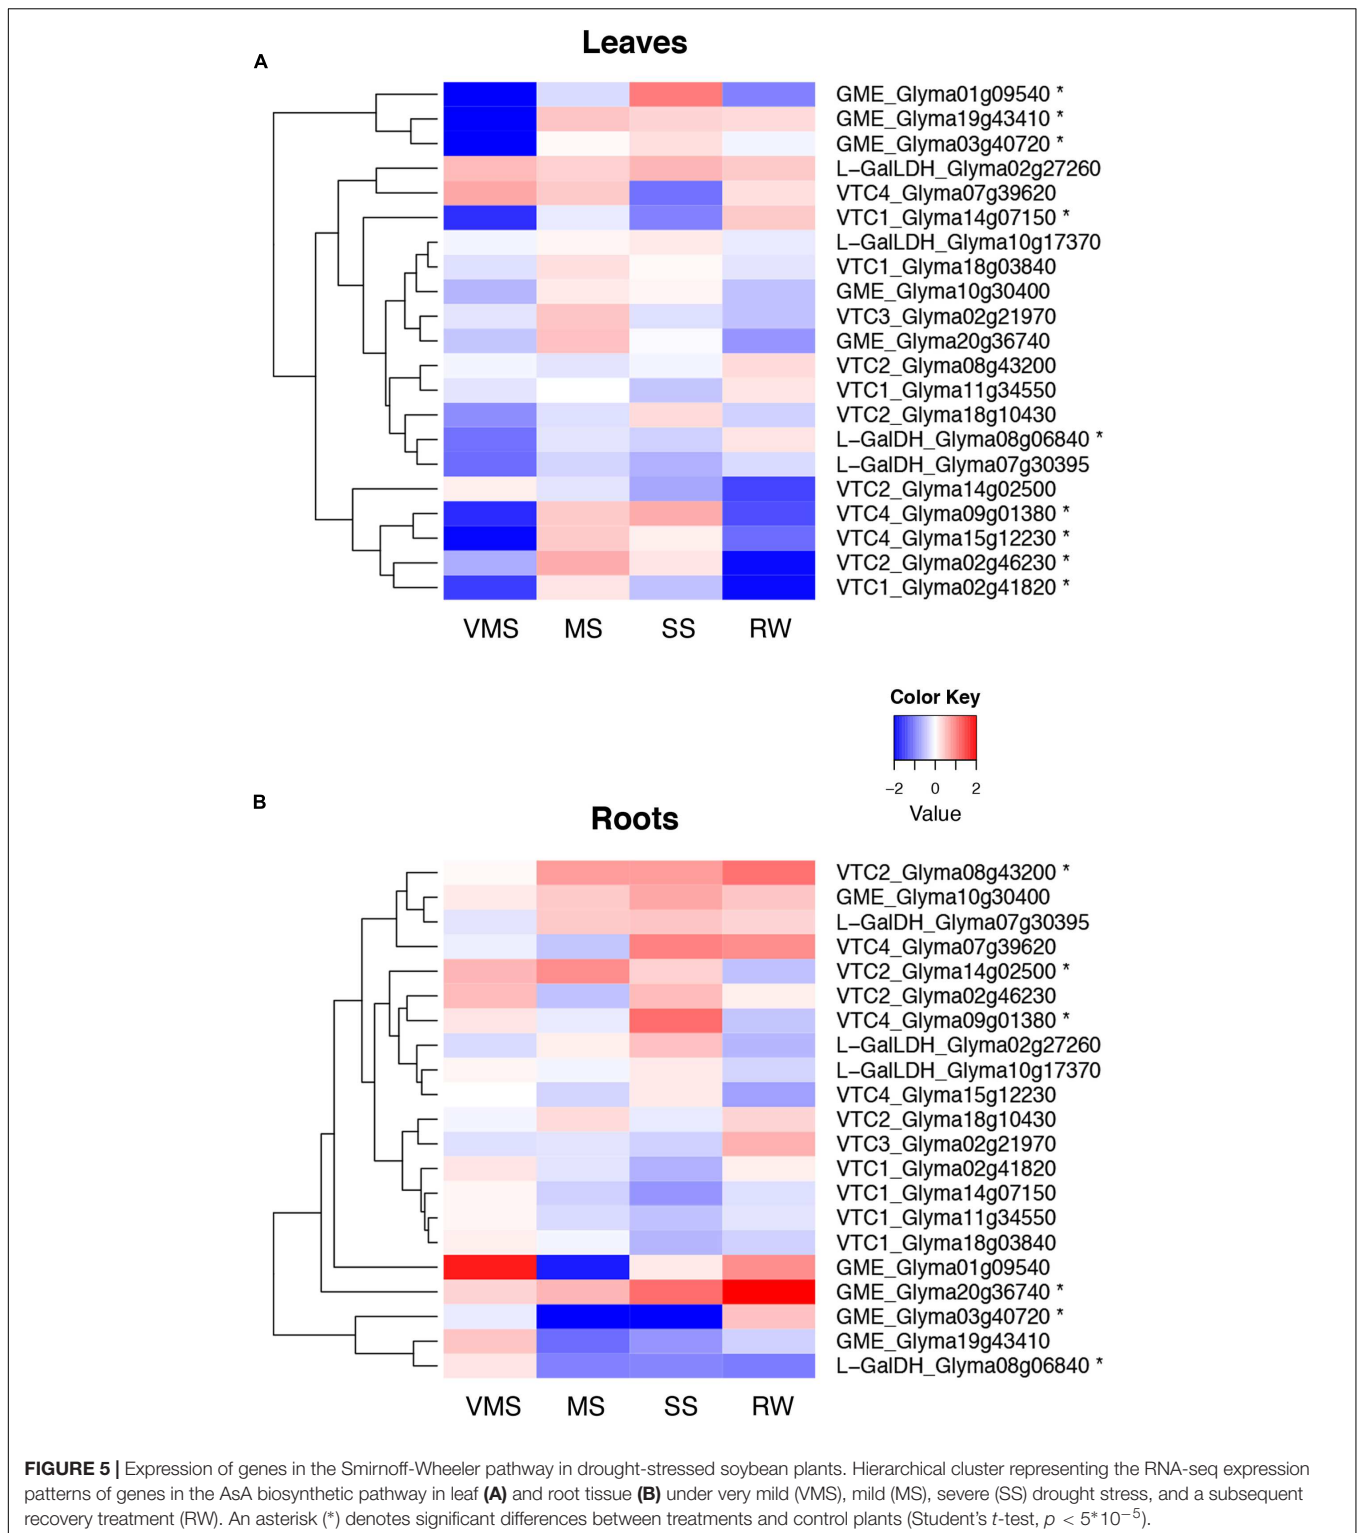 Leaves
A
GME_Glyma01g09540 *
GME_Glyma19g43410 *
GME_Glyma03g40720 *
L−GalLDH_Glyma02g27260
VTC4_Glyma07g39620
VTC1_Glyma14g07150 *
L−GalLDH_Glyma10g17370
VTC1_Glyma18g03840
GME_Glyma10g30400
VTC3_Glyma02g21970
GME_Glyma20g36740
VTC2_Glyma08g43200
VTC1_Glyma11g34550
VTC2_Glyma18g10430
L−GalDH_Glyma08g06840 *
L−GalDH_Glyma07g30395
VTC2_Glyma14g02500
VTC4_Glyma09g01380 *
VTC4_Glyma15g12230 *
VTC2_Glyma02g46230 *
VTC1_Glyma02g41820 *
VMS MS SS RW
Color Key
−2 0 2
Value
B
Roots
VTC2_Glyma08g43200 *
GME_Glyma10g30400
L−GalDH_Glyma07g30395
VTC4_Glyma07g39620
VTC2_Glyma14g02500 *
VTC2_Glyma02g46230
VTC4_Glyma09g01380 *
L−GalLDH_Glyma02g27260
L−GalLDH_Glyma10g17370
VTC4_Glyma15g12230
VTC2_Glyma18g10430
VTC3_Glyma02g21970
VTC1_Glyma02g41820
VTC1_Glyma14g07150
VTC1_Glyma11g34550
VTC1_Glyma18g03840
GME_Glyma01g09540
GME_Glyma20g36740 *
GME_Glyma03g40720 *
GME_Glyma19g43410
L−GalDH_Glyma08g06840 *
VMS MS SS RW
FIGURE 5 | Expression of genes in the Smirnoff-Wheeler pathway in drought-stressed soybean plants. Hierarchical cluster representing the RNA-seq expression
patterns of genes in the AsA biosynthetic pathway in leaf (A) and root tissue (B) under very mild (VMS), mild (MS), severe (SS) drought stress, and a subsequent
recovery treatment (RW). An asterisk (*) denotes significant differences between treatments and control plants (Student's t-test, p < 5*10⁻⁵).